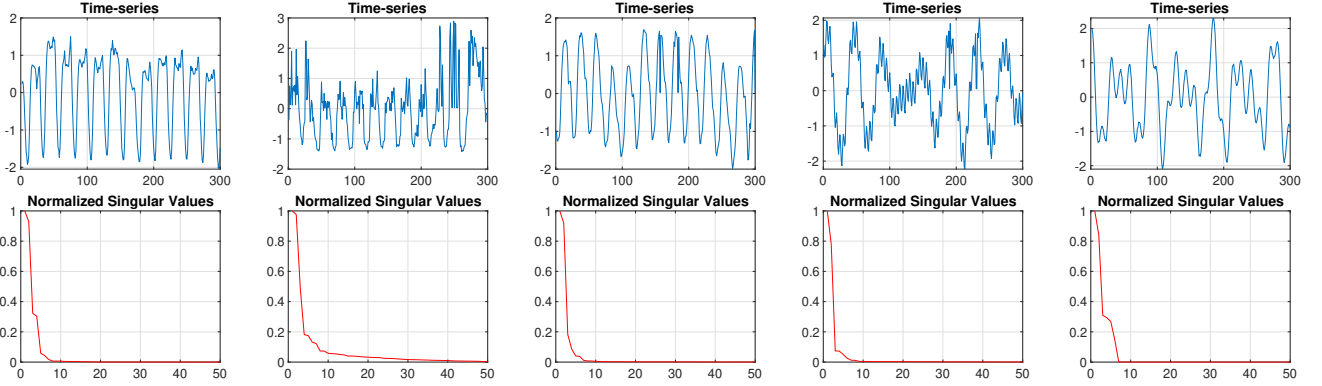 Time-series Time-series Time-series Time-series Time-series
2 3 2 2 2
1 2 1 1 1
0 1 0 0 0
-1 0 -1 -1 -1
-2 -1 -2 -2 -2
-2
0 100 200 300 0 100 200 300 0 100 200 300 0 100 200 300 0 100 200 300
Normalized Singular Values Normalized Singular Values Normalized Singular Values Normalized Singular Values Normalized Singular Values
1 1 1 1 1
0.8 0.8 0.8 0.8 0.8
0.6 0.6 0.6 0.6 0.6
0.4 0.4 0.4 0.4 0.4
0.2 0.2 0.2 0.2 0.2
0 0 0 0 0
0 10 20 30 40 50 0 10 20 30 40 50 0 10 20 30 40 50 0 10 20 30 40 50 0 10 20 30 40 50